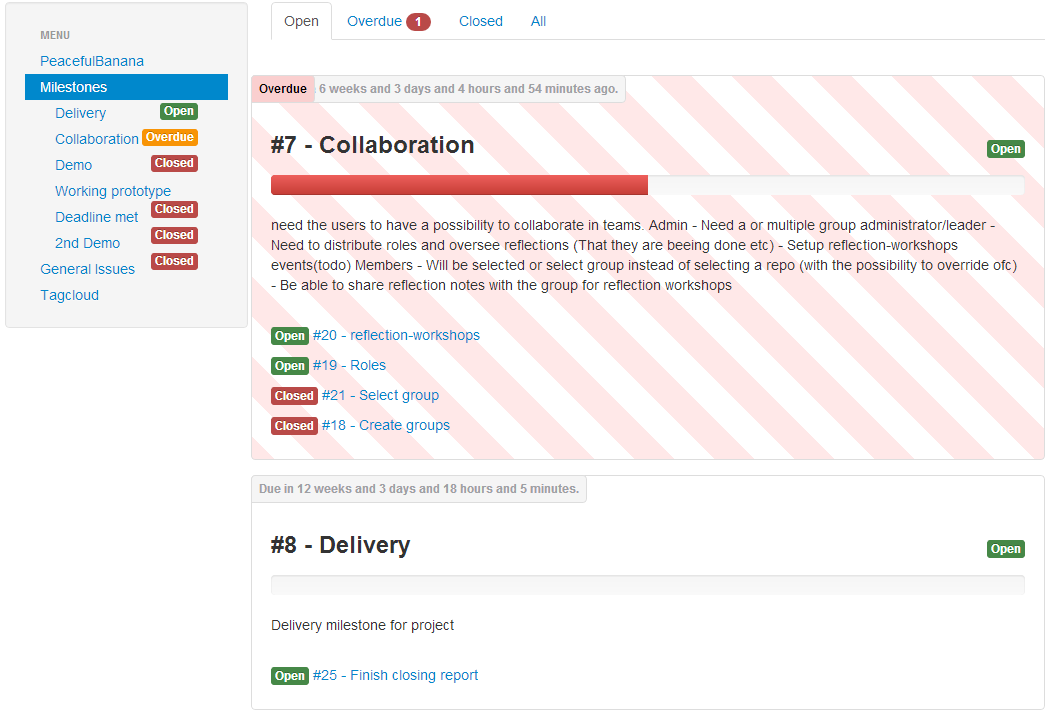 MENU
PeacefulBanana
Milestones
Delivery Open
Collaboration Overdue
Demo Closed
Working prototype
Closed
Deadline met
Closed
2nd Demo
Closed
General Issues
Tagcloud
Open Overdue 1 Closed All
Overdue 6 weeks and 3 days and 4 hours and 54 minutes ago.
#7 - Collaboration Open
need the users to have a possibility to collaborate in teams. Admin - Need a or multiple group administrator/leader -
Need to distribute roles and oversee reflections (That they are beeing done etc) - Setup reflection-workshops
events(todo) Members - Will be selected or select group instead of selecting a repo (with the possibility to override ofc)
- Be able to share reflection notes with the group for reflection workshops
Open #20 - reflection-workshops
Open #19 - Roles
Closed #21 - Select group
Closed #18 - Create groups
Due in 12 weeks and 3 days and 18 hours and 5 minutes.
#8 - Delivery Open
Delivery milestone for project
Open #25 - Finish closing report